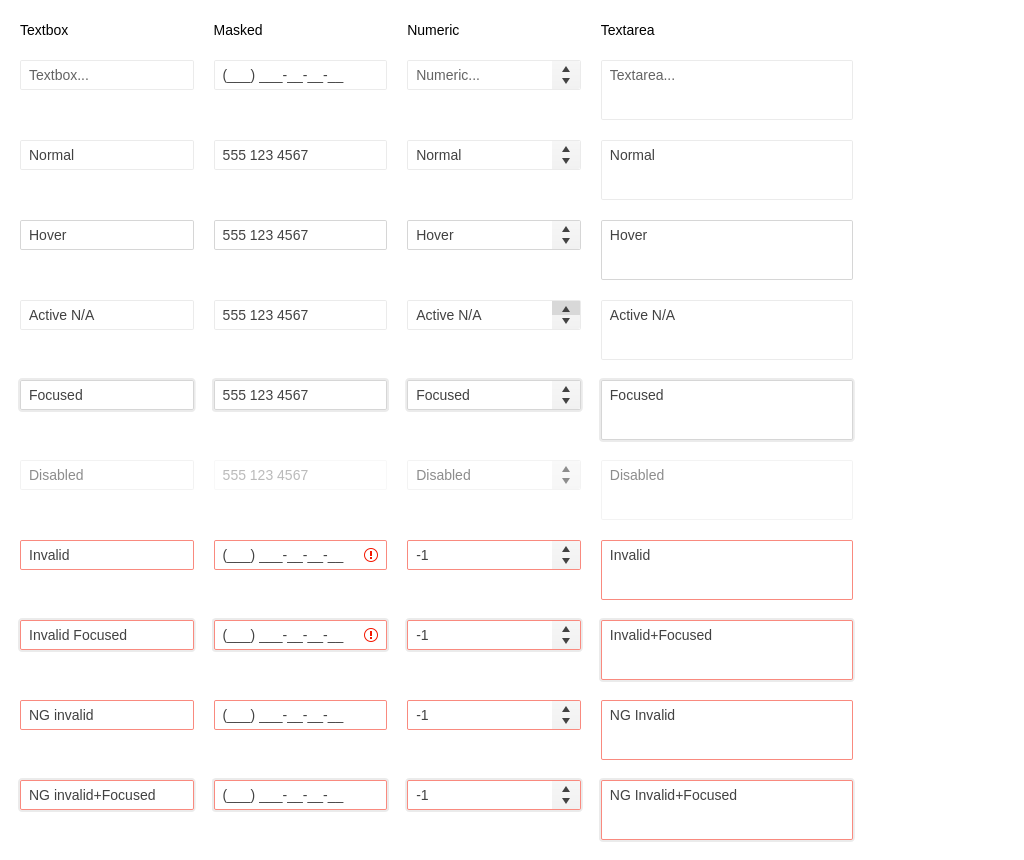 Textbox Masked Numeric Textarea
Textbox... (___) ___-__-__-__ Numeric... Textarea...
Normal 555 123 4567 Normal Normal
Hover 555 123 4567 Hover Hover
Active N/A 555 123 4567 Active N/A Active N/A
Focused 555 123 4567 Focused Focused
Disabled 555 123 4567 Disabled Disabled
Invalid (___) ___-__-__-__ -1 Invalid
Invalid Focused (___) ___-__-__-__ -1 Invalid+Focused
NG invalid (___) ___-__-__-__ -1 NG Invalid
NG invalid+Focused (___) ___-__-__-__ -1 NG Invalid+Focused